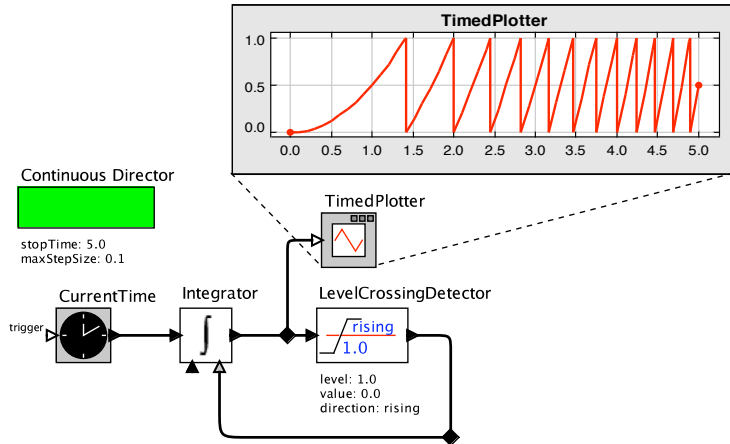 TimedPlotter
1.0
0.5
0.0
0.0 0.5 1.0 1.5 2.0 2.5 3.0 3.5 4.0 4.5 5.0
Continuous Director
stopTime: 5.0
maxStepSize: 0.1
TimedPlotter
CurrentTime
Integrator
LevelCrossingDetector
trigger
∫
rising
1.0
level: 1.0
value: 0.0
direction: rising